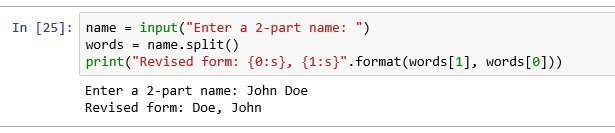 In [25]: name = input("Enter a 2-part name: ")
words = name.split()
print("Revised form: {0:s}, {1:s}".format(words[1], words[0]))
Enter a 2-part name: John Doe
Revised form: Doe, John